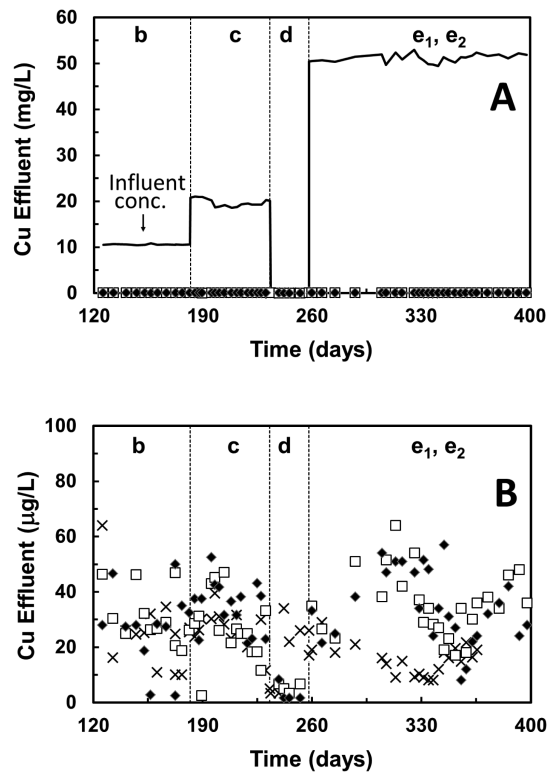 60
50
40
30
20
10
0
Cu Effluent (mg/L)
b
c
d
e1, e2
A
Influent
conc.
120
190
260
330
400
Time (days)
100
80
60
40
20
0
Cu Effluent (µg/L)
b
c
d
e1, e2
B
120
190
260
330
400
Time (days)